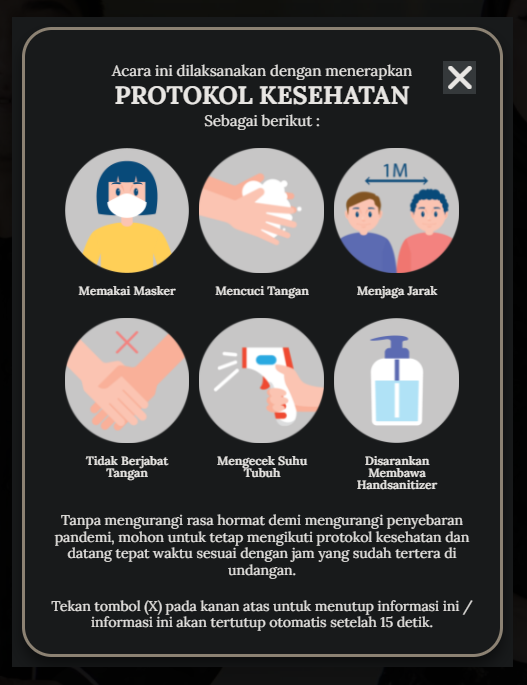 Acara ini dilaksanakan dengan menerapkan
PROTOKOL KESEHATAN
Sebagai berikut :
1M
Memakai Masker
Mencuci Tangan
Menjaga Jarak
Tidak Berjabat
Tangan
Mengecek Suhu
Tubuh
Disarankan
Membawa
Handsanitizer
Tanpa mengurangi rasa hormat demi mengurangi penyebaran
pandemi, mohon untuk tetap mengikuti protokol kesehatan dan
datang tepat waktu sesuai dengan jam yang sudah tertera di
undangan.
Tekan tombol (X) pada kanan atas untuk menutup informasi ini /
informasi ini akan tertutup otomatis setelah 15 detik.